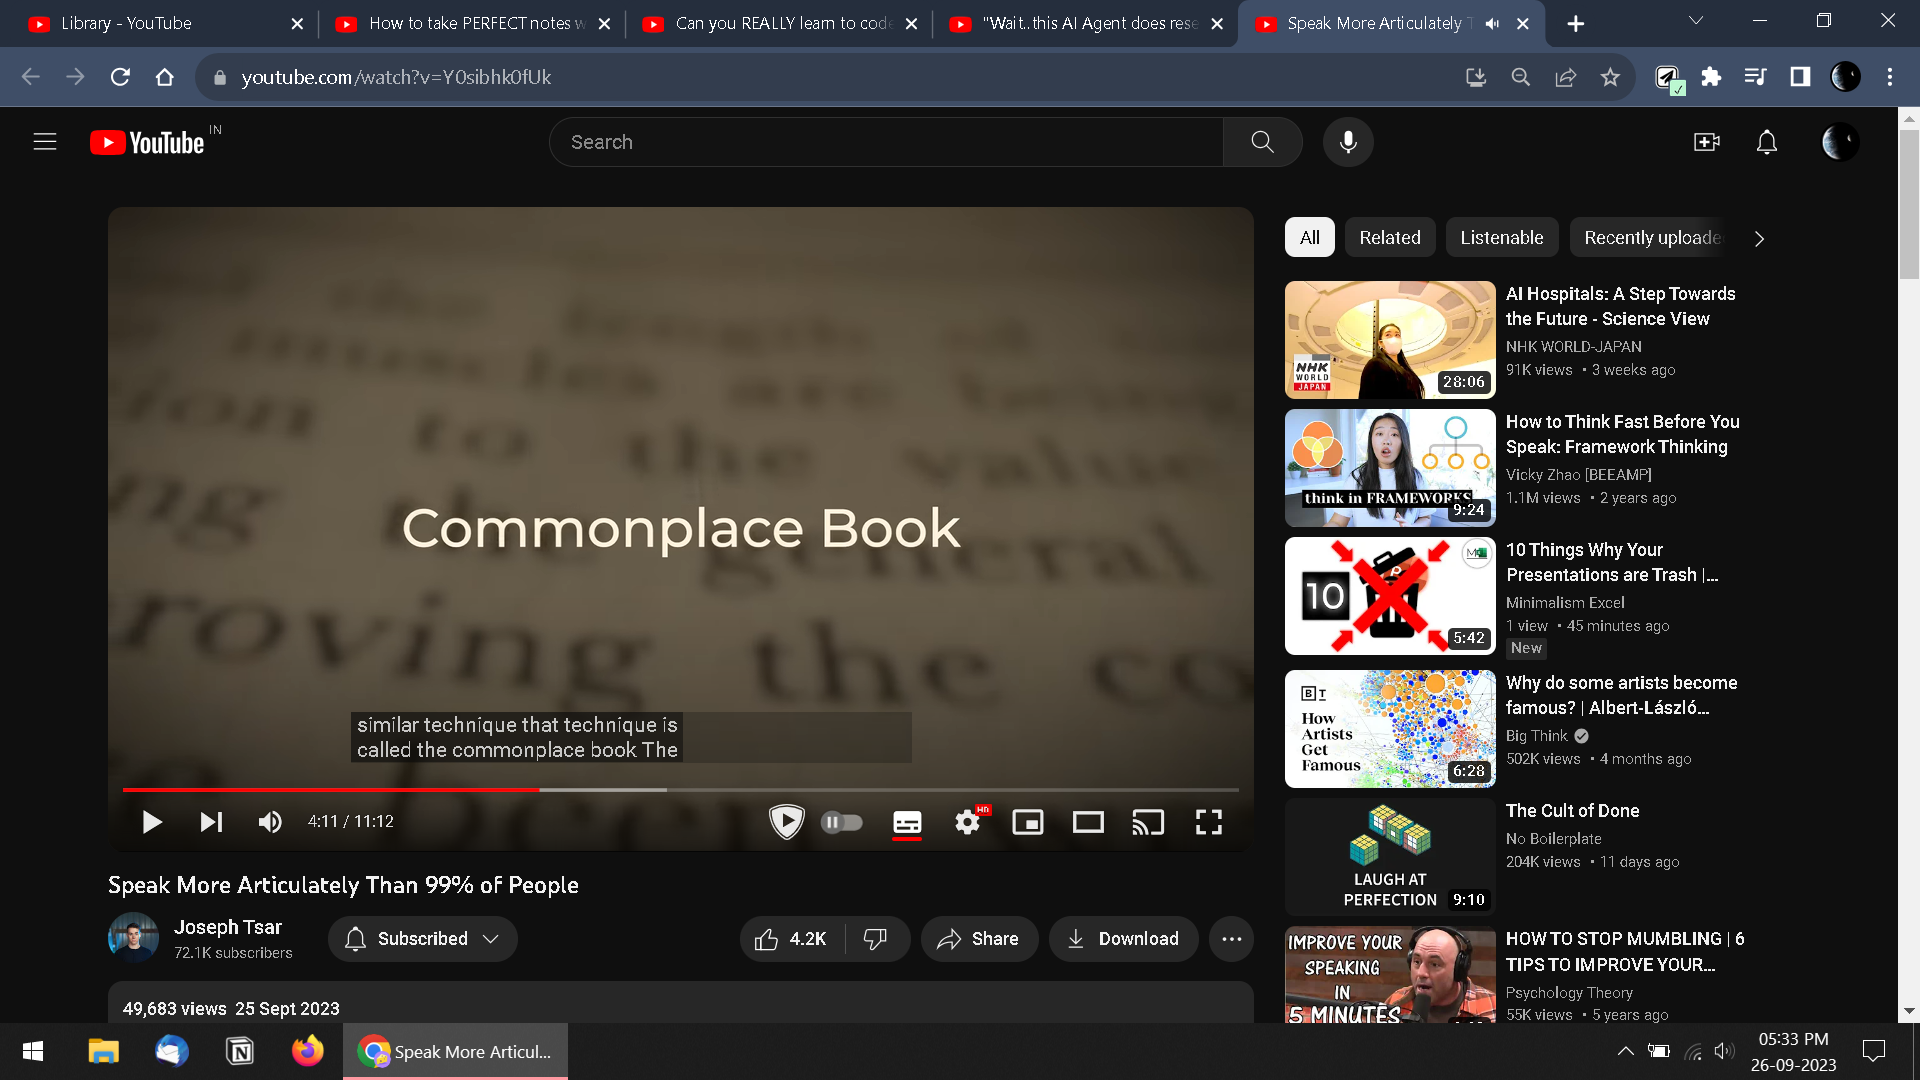 Library - YouTube
How to take PERFECT notes w
Can you REALLY learn to code
"Wait..this AI Agent does rese
Speak More Articulately T
youtube.com/watch?v=Y0sibhk0fUk
YouTube IN
Search
All
Related
Listenable
Recently uploade
Commonplace Book
similar technique that technique is
called the commonplace book The
4:11 / 11:12
HD
Speak More Articulately Than 99% of People
Joseph Tsar
72.1K subscribers
Subscribed
4.2K
Share
Download
49,683 views 25 Sept 2023
NHK
WORLD
JAPAN
28:06
AI Hospitals: A Step Towards
the Future - Science View
NHK WORLD-JAPAN
91K views • 3 weeks ago
think in FRAMEWORKS
9:24
How to Think Fast Before You
Speak: Framework Thinking
Vicky Zhao [BEEAMP]
1.1M views • 2 years ago
10
5:42
10 Things Why Your
Presentations are Trash |...
Minimalism Excel
1 view • 45 minutes ago
New
B T
How
Artists
Get
Famous
6:28
Why do some artists become
famous? | Albert-László...
Big Think
502K views • 4 months ago
LAUGH AT
PERFECTION
9:10
The Cult of Done
No Boilerplate
204K views • 11 days ago
IMPROVE YOUR
SPEAKING
IN
5 MINUTES
HOW TO STOP MUMBLING | 6
TIPS TO IMPROVE YOUR...
Psychology Theory
55K views • 5 years ago
Speak More Articul...
05:33 PM
26-09-2023